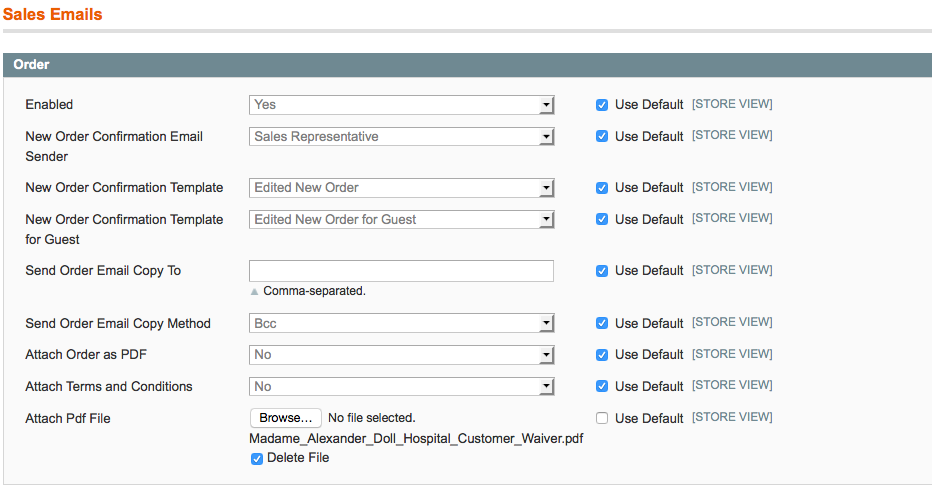 Sales Emails
Order
Enabled Yes Use Default [STORE VIEW]
New Order Confirmation Email Sales Representative Use Default [STORE VIEW]
Sender
New Order Confirmation Template Edited New Order Use Default [STORE VIEW]
New Order Confirmation Template Edited New Order for Guest Use Default [STORE VIEW]
for Guest
Send Order Email Copy To Use Default [STORE VIEW]
Comma-separated.
Send Order Email Copy Method Bcc Use Default [STORE VIEW]
Attach Order as PDF No Use Default [STORE VIEW]
Attach Terms and Conditions No Use Default [STORE VIEW]
Attach Pdf File Browse... No file selected. Use Default [STORE VIEW]
Madame_Alexander_Doll_Hospital_Customer_Waiver.pdf
Delete File